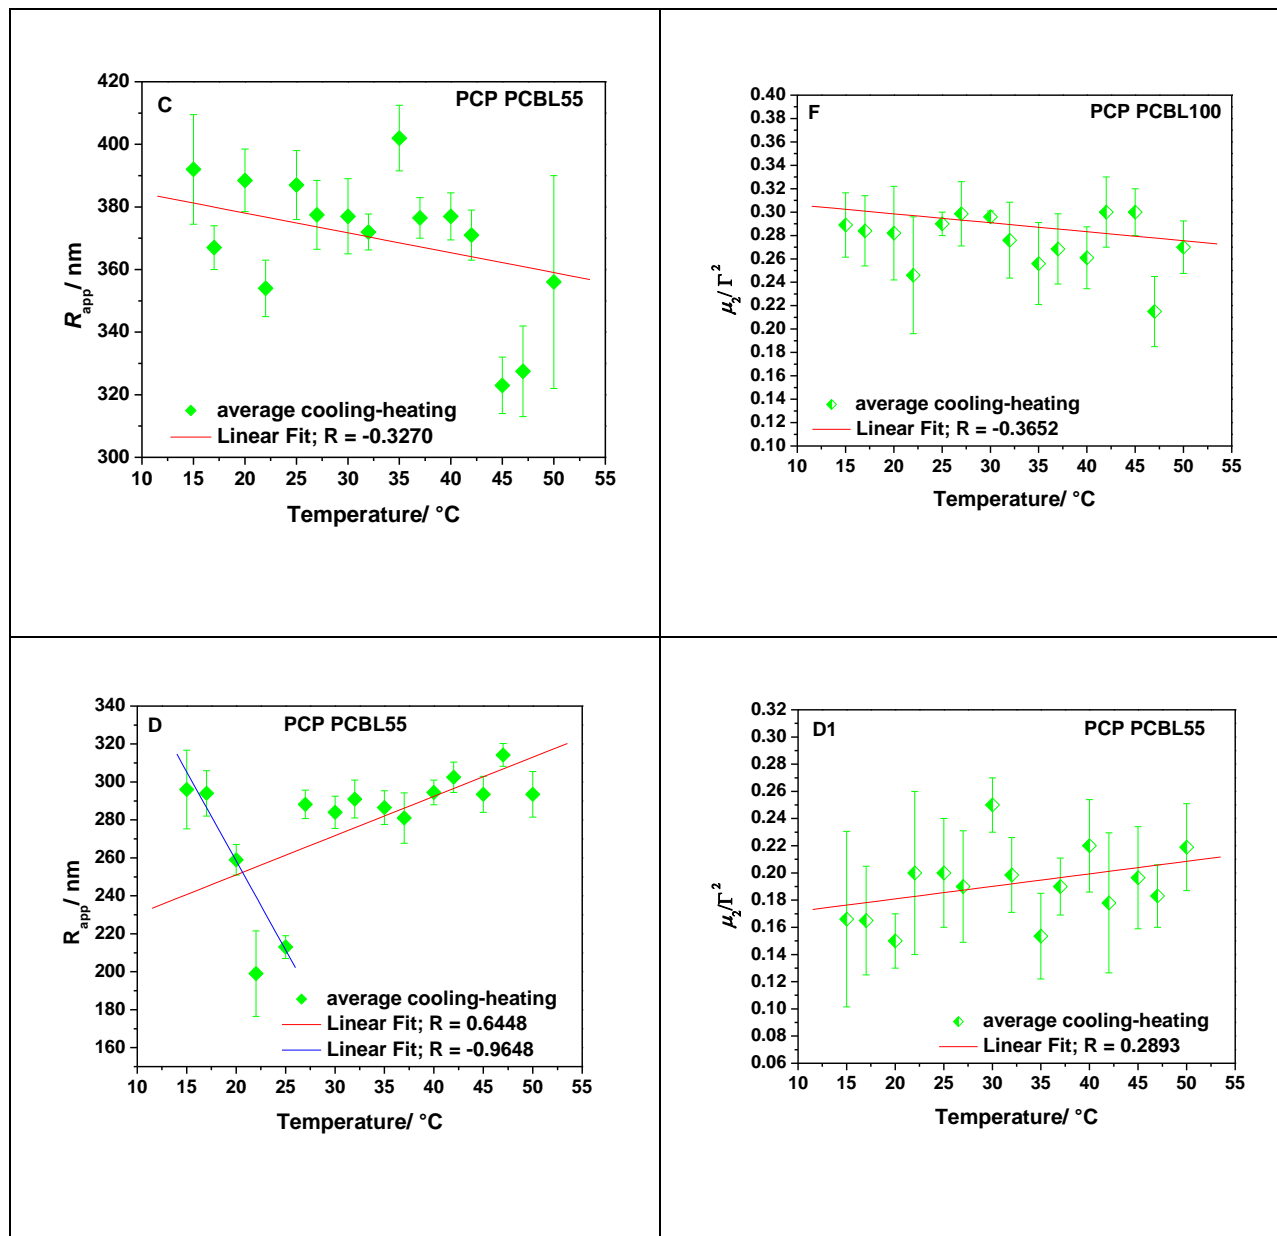 C
PCP PCBL55
420
400
380
360
340
320
300
R_app/ nm
average cooling-heating
Linear Fit; R = -0.3270
10 15 20 25 30 35 40 45 50 55
Temperature/ °C
F
PCP PCBL100
0.40
0.38
0.36
0.34
0.32
0.30
0.28
0.26
0.24
0.22
0.20
0.18
0.16
0.14
0.12
0.10
μ₂/Γ²
average cooling-heating
Linear Fit; R = -0.3652
10 15 20 25 30 35 40 45 50 55
Temperature/ °C
D
PCP PCBL55
340
320
300
280
260
240
220
200
180
160
R_app/ nm
average cooling-heating
Linear Fit; R = 0.6448
Linear Fit; R = -0.9648
10 15 20 25 30 35 40 45 50 55
Temperature/ °C
D1
PCP PCBL55
0.32
0.30
0.28
0.26
0.24
0.22
0.20
0.18
0.16
0.14
0.12
0.10
0.08
0.06
μ₂/Γ²
average cooling-heating
Linear Fit; R = 0.2893
10 15 20 25 30 35 40 45 50 55
Temperature/ °C